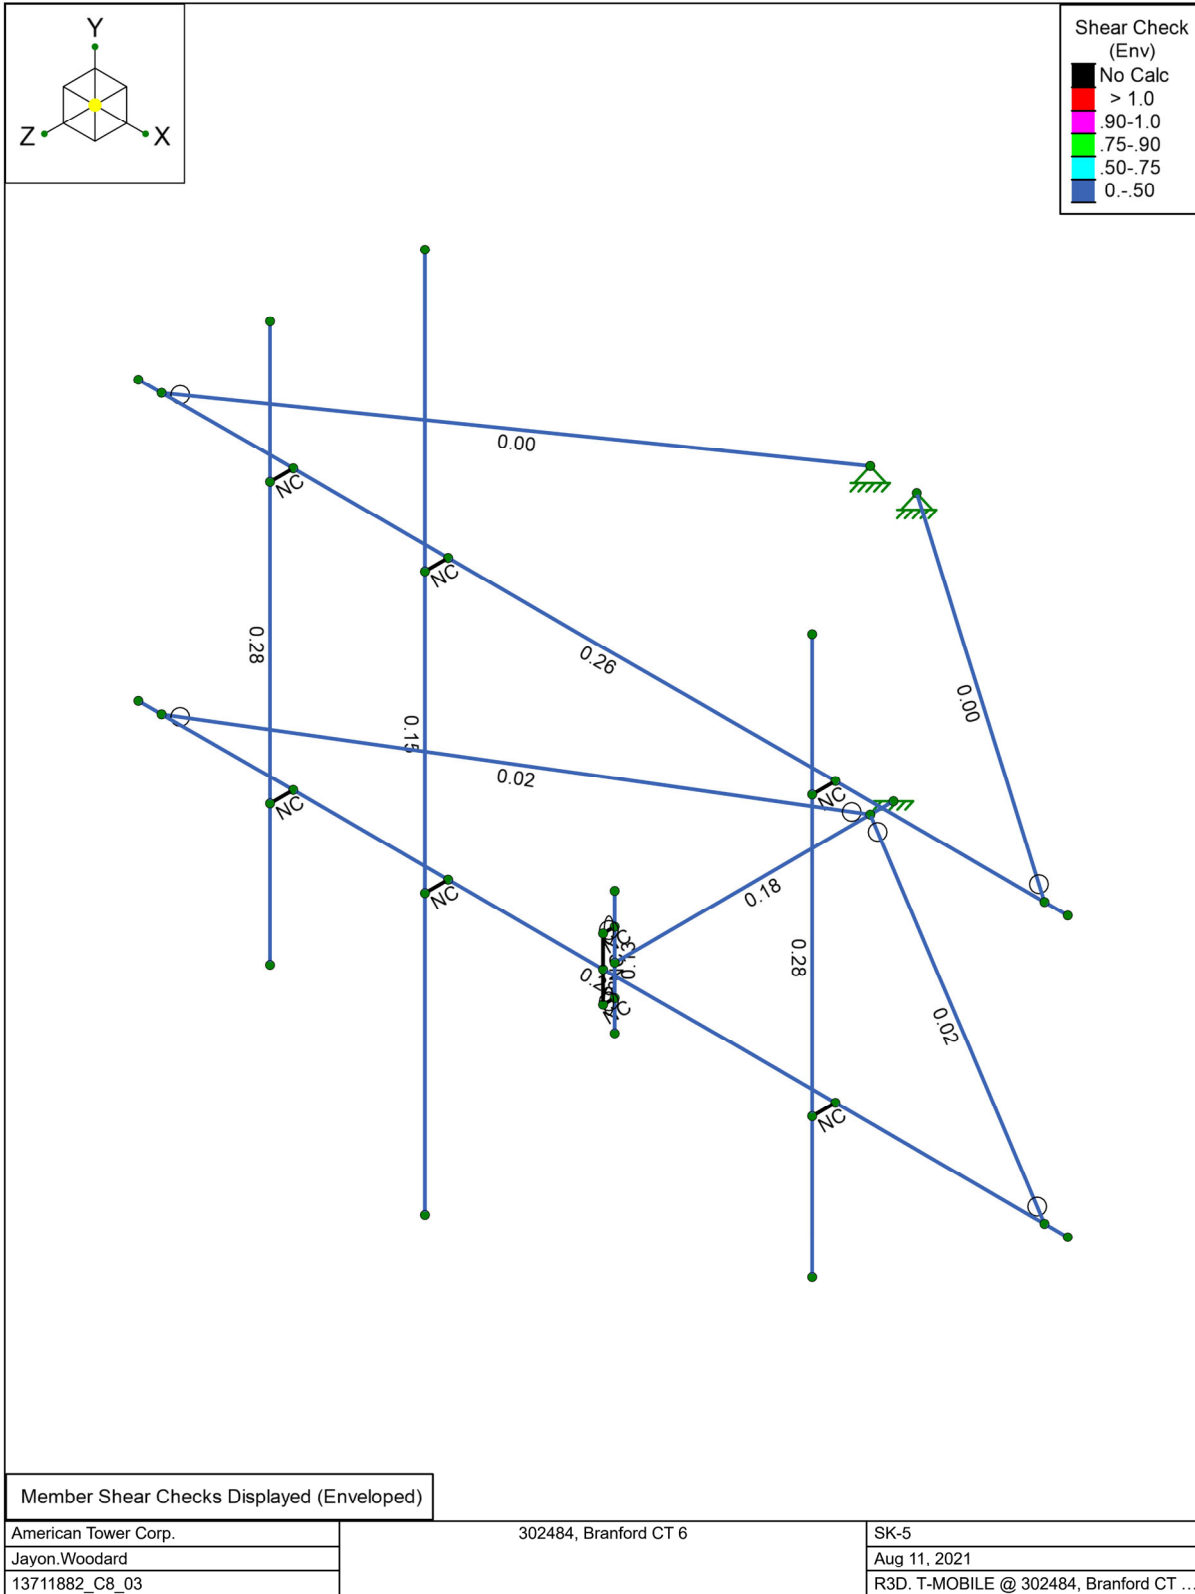 Y
Z
X
Shear Check
(Env)
No Calc
> 1.0
.90-1.0
.75-.90
.50-.75
0.-.50
0.00
NC
NC
0.28
0.26
0.00
0.15
0.02
NC
NC
NC
0.18
0.28
0.02
NC
Member Shear Checks Displayed (Enveloped)
American Tower Corp.
Jayon.Woodard
13711882_C8_03
302484, Branford CT 6
SK-5
Aug 11, 2021
R3D. T-MOBILE @ 302484, Branford CT ...